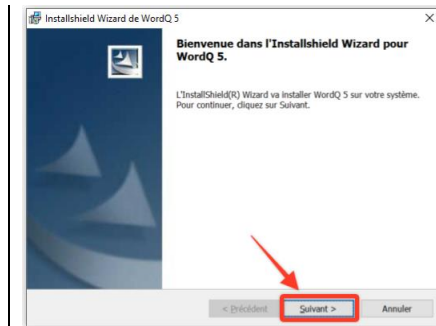 Installshield Wizard de WordQ 5
Bienvenue dans l'Installshield Wizard pour
WordQ 5.
L'InstallShield(R) Wizard va installer WordQ 5 sur votre système.
Pour continuer, cliquez sur Suivant.
< Précédent Suivant > Annuler